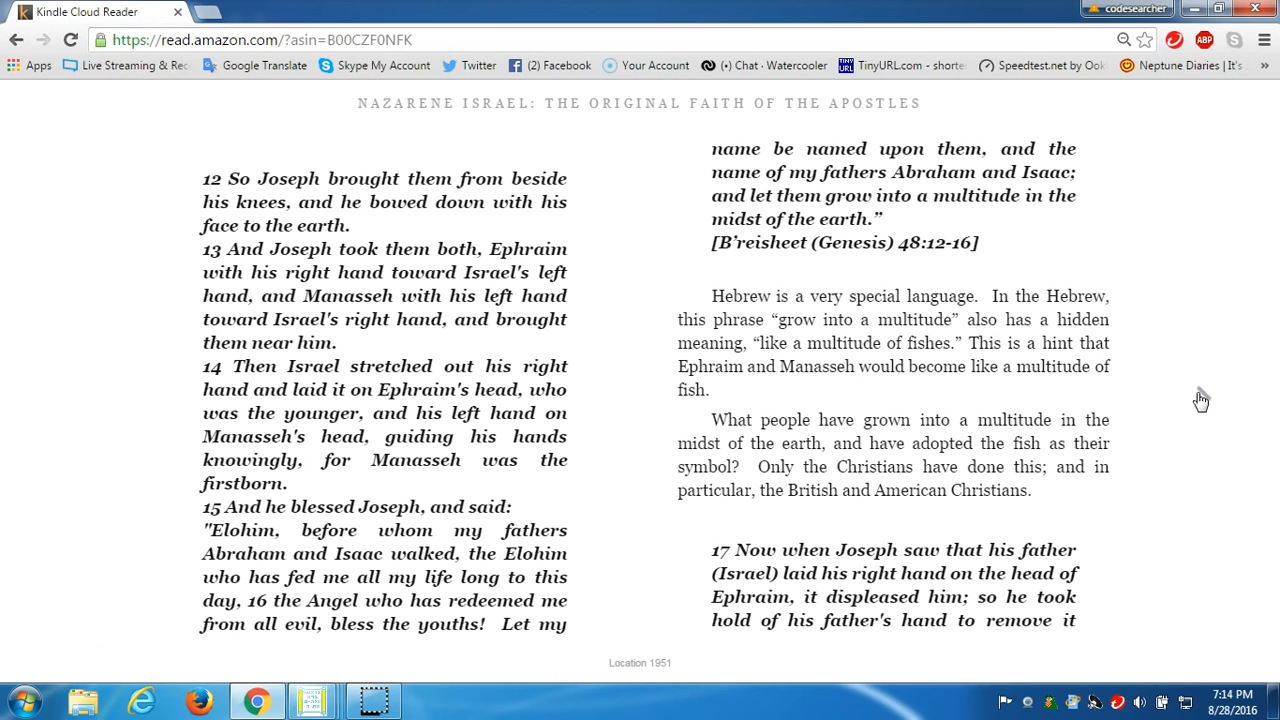 Kindle Cloud Reader
codesearcher
https://read.amazon.com/?asin=B00CZF0NFK
ABP
Apps Live Streaming & Rec Google Translate Skype My Account Twitter (2) Facebook Your Account (•) Chat · Watercooler TinyURL.com - shorte Speedtest.net by Ook Neptune Diaries | It's »
NAZARENE ISRAEL: THE ORIGINAL FAITH OF THE APOSTLES
12 So Joseph brought them from beside
his knees, and he bowed down with his
face to the earth.
13 And Joseph took them both, Ephraim
with his right hand toward Israel's left
hand, and Manasseh with his left hand
toward Israel's right hand, and brought
them near him.
14 Then Israel stretched out his right
hand and laid it on Ephraim's head, who
was the younger, and his left hand on
Manasseh's head, guiding his hands
knowingly, for Manasseh was the
firstborn.
15 And he blessed Joseph, and said:
"Elohim, before whom my fathers
Abraham and Isaac walked, the Elohim
who has fed me all my life long to this
day, 16 the Angel who has redeemed me
from all evil, bless the youths! Let my
name be named upon them, and the
name of my fathers Abraham and Isaac;
and let them grow into a multitude in the
midst of the earth.”
[B’reisheet (Genesis) 48:12-16]
Hebrew is a very special language. In the Hebrew,
this phrase “grow into a multitude” also has a hidden
meaning, “like a multitude of fishes.” This is a hint that
Ephraim and Manasseh would become like a multitude of
fish.
What people have grown into a multitude in the
midst of the earth, and have adopted the fish as their
symbol? Only the Christians have done this; and in
particular, the British and American Christians.
17 Now when Joseph saw that his father
(Israel) laid his right hand on the head of
Ephraim, it displeased him; so he took
hold of his father's hand to remove it
Location 1951
7:14 PM
8/28/2016